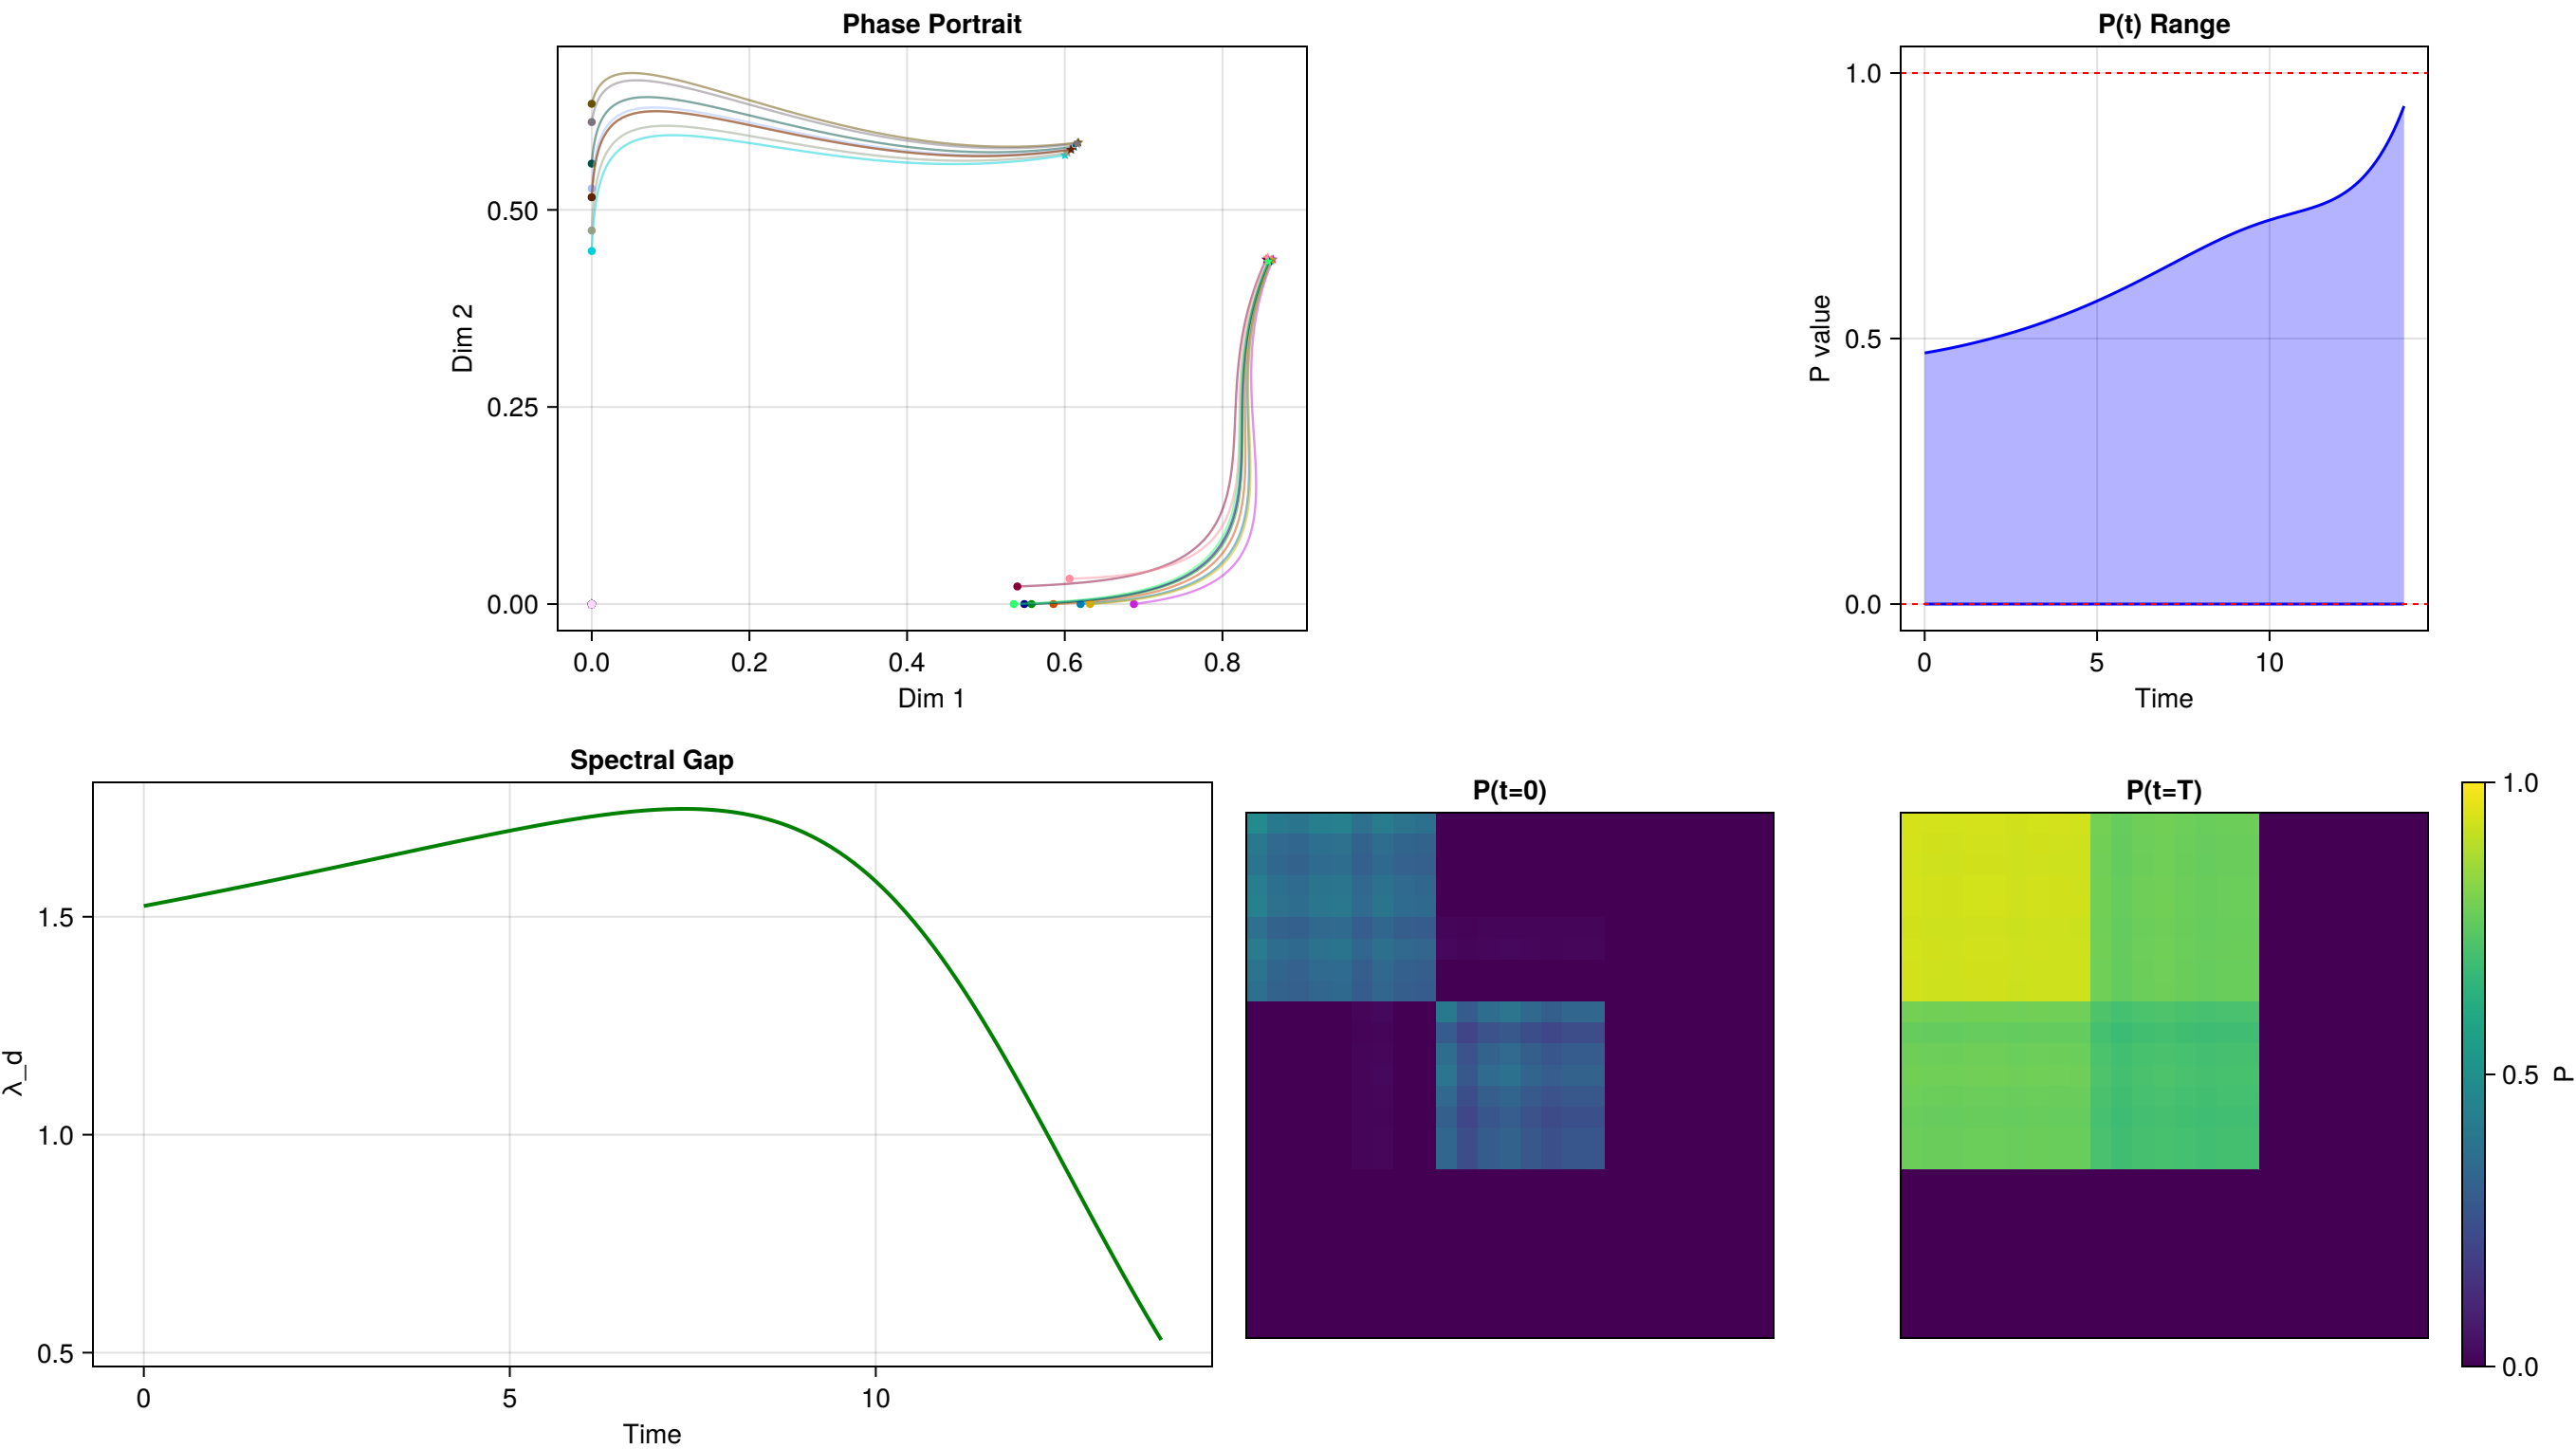 Phase Portrait
0.50
0.25
0.00
Dim 2
0.0 0.2 0.4 0.6 0.8
Dim 1
P(t) Range
1.0
0.5
0.0
P value
0 5 10
Time
Spectral Gap
1.5
1.0
0.5
λ_d
0 5 10
Time
P(t=0)
P(t=T)
1.0
0.5
0.0
P